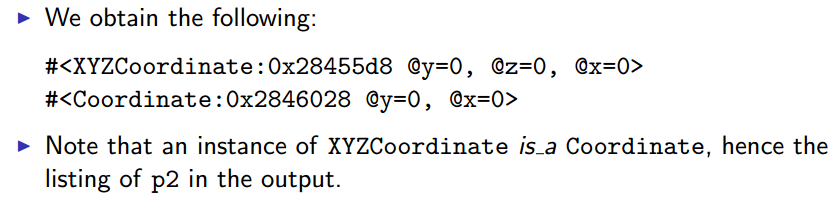 ▶ We obtain the following:
#<XYZCoordinate:0x28455d8 @y=0, @z=0, @x=0>
#<Coordinate:0x2846028 @y=0, @x=0>
▶ Note that an instance of XYZCoordinate is_a Coordinate, hence the
listing of p2 in the output.